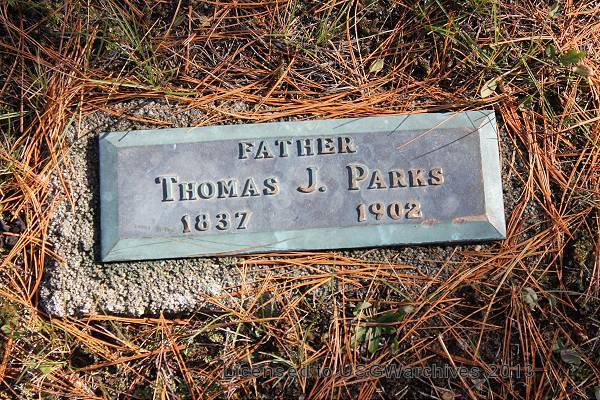 FATHER
THOMAS J. PARKS
1837 1902
Licensed to USGWarchives 2013